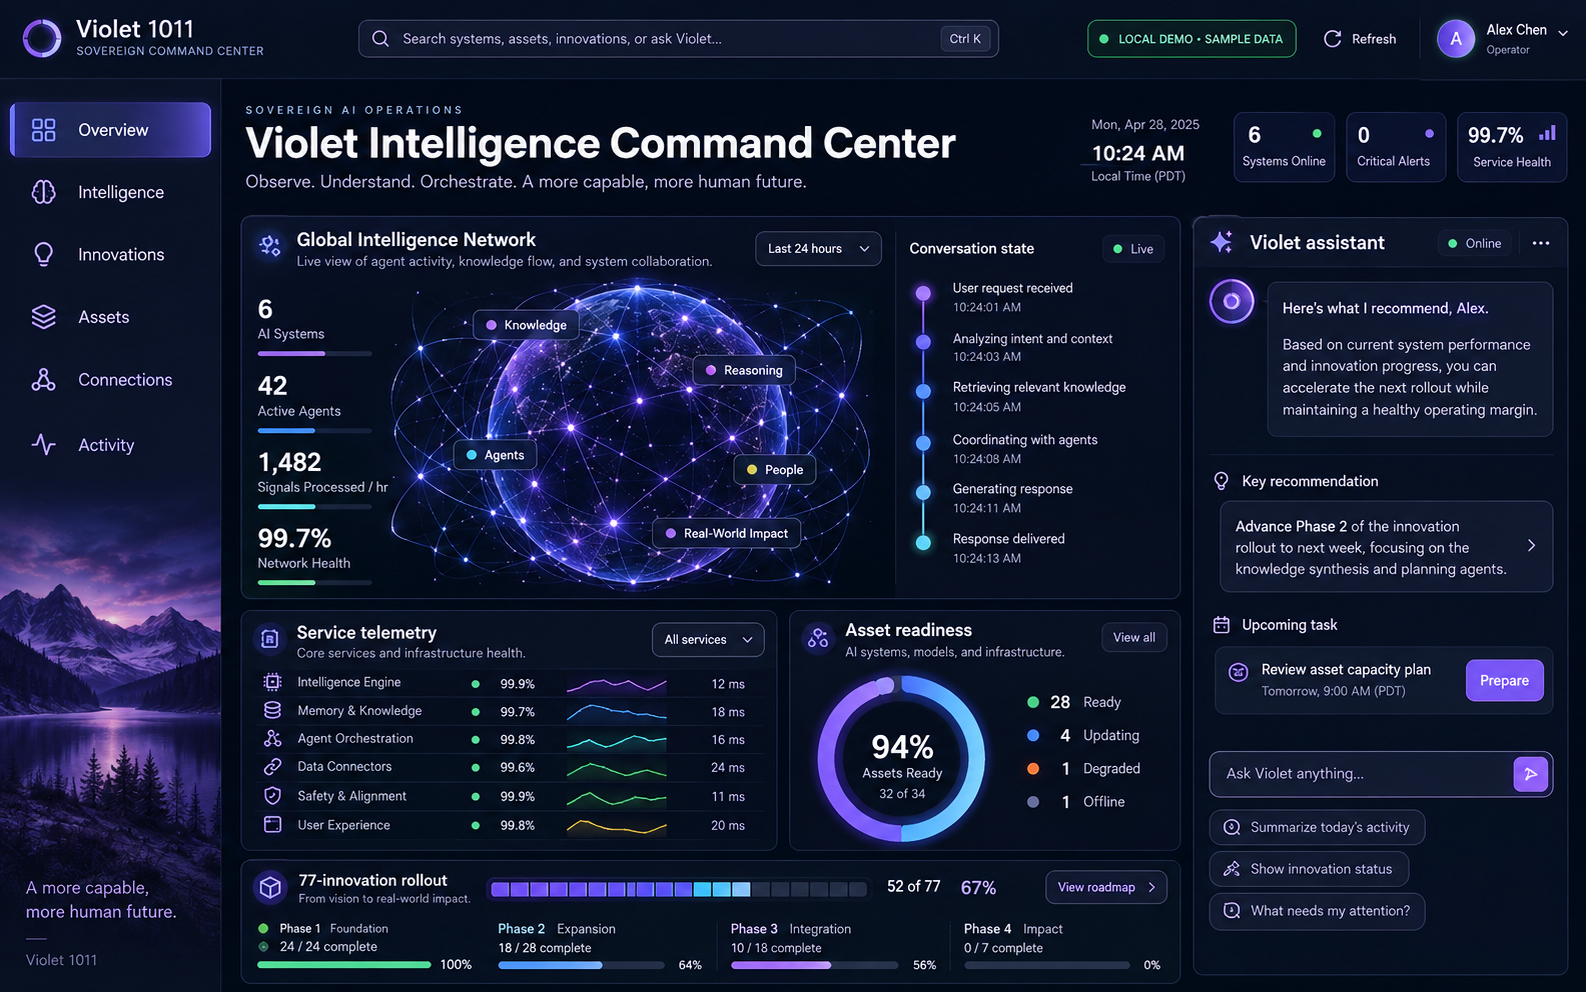 Violet 1011
SOVEREIGN COMMAND CENTER
Search systems, assets, innovations, or ask Violet...
Ctrl K
LOCAL DEMO • SAMPLE DATA
Refresh
A
Alex Chen
Operator
Overview
Intelligence
Innovations
Assets
Connections
Activity
A more capable,
more human future.
Violet 1011
SOVEREIGN AI OPERATIONS
Violet Intelligence Command Center
Observe. Understand. Orchestrate. A more capable, more human future.
Mon, Apr 28, 2025
10:24 AM
Local Time (PDT)
6
Systems Online
0
Critical Alerts
99.7%
Service Health
Global Intelligence Network
Live view of agent activity, knowledge flow, and system collaboration.
Last 24 hours
6
AI Systems
42
Active Agents
1,482
Signals Processed / hr
99.7%
Network Health
Knowledge
Reasoning
Agents
People
Real-World Impact
Conversation state
Live
User request received
10:24:01 AM
Analyzing intent and context
10:24:03 AM
Retrieving relevant knowledge
10:24:05 AM
Coordinating with agents
10:24:08 AM
Generating response
10:24:11 AM
Response delivered
10:24:13 AM
Service telemetry
Core services and infrastructure health.
All services
Intelligence Engine 99.9% 12 ms
Memory & Knowledge 99.7% 18 ms
Agent Orchestration 99.8% 16 ms
Data Connectors 99.6% 24 ms
Safety & Alignment 99.9% 11 ms
User Experience 99.8% 20 ms
Asset readiness
AI systems, models, and infrastructure.
View all
94%
Assets Ready
32 of 34
28 Ready
4 Updating
1 Degraded
1 Offline
77-innovation rollout
From vision to real-world impact.
52 of 77 67%
View roadmap
Phase 1 Foundation
24 / 24 complete
100%
Phase 2 Expansion
18 / 28 complete
64%
Phase 3 Integration
10 / 18 complete
56%
Phase 4 Impact
0 / 7 complete
0%
Violet assistant
Online
Here's what I recommend, Alex.
Based on current system performance
and innovation progress, you can
accelerate the next rollout while
maintaining a healthy operating margin.
Key recommendation
Advance Phase 2 of the innovation
rollout to next week, focusing on the
knowledge synthesis and planning agents.
Upcoming task
Review asset capacity plan
Tomorrow, 9:00 AM (PDT)
Prepare
Ask Violet anything...
Summarize today's activity
Show innovation status
What needs my attention?